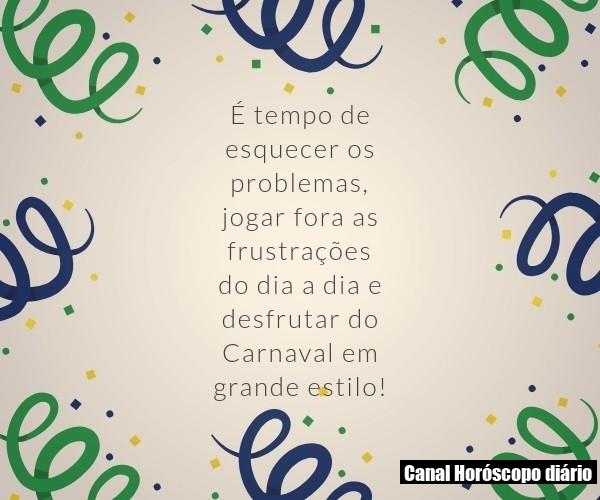 É tempo de
esquecer os
problemas,
jogar fora as
frustrações
do dia a dia e
desfrutar do
Carnaval em
grande estilo!
Canal Horóscopo diário